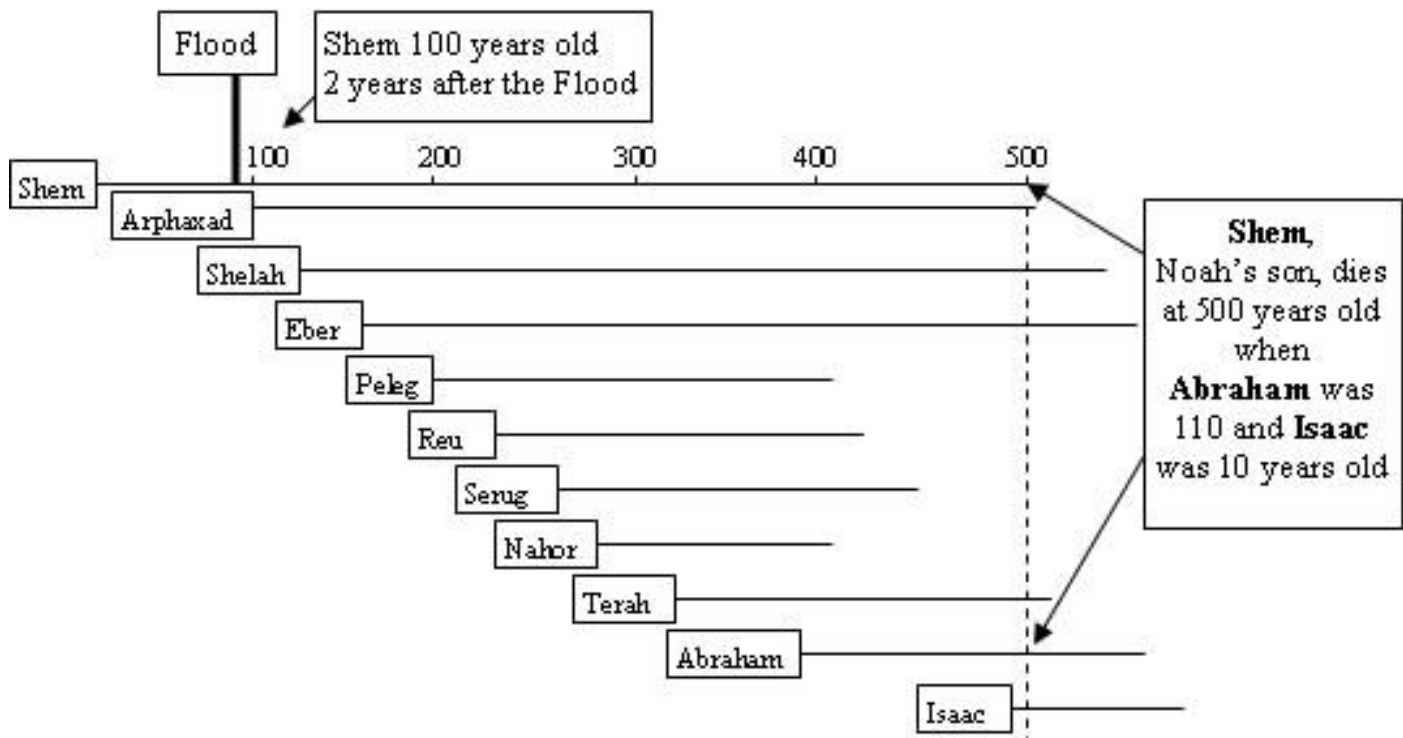 Flood
Shem 100 years old
2 years after the Flood
100 200 300 400 500
Shem
Arphaxad
Shelah
Eber
Peleg
Reu
Serug
Nahor
Terah
Abraham
Isaac
Shem,
Noah's son, dies
at 500 years old
when
Abraham was
110 and Isaac
was 10 years old